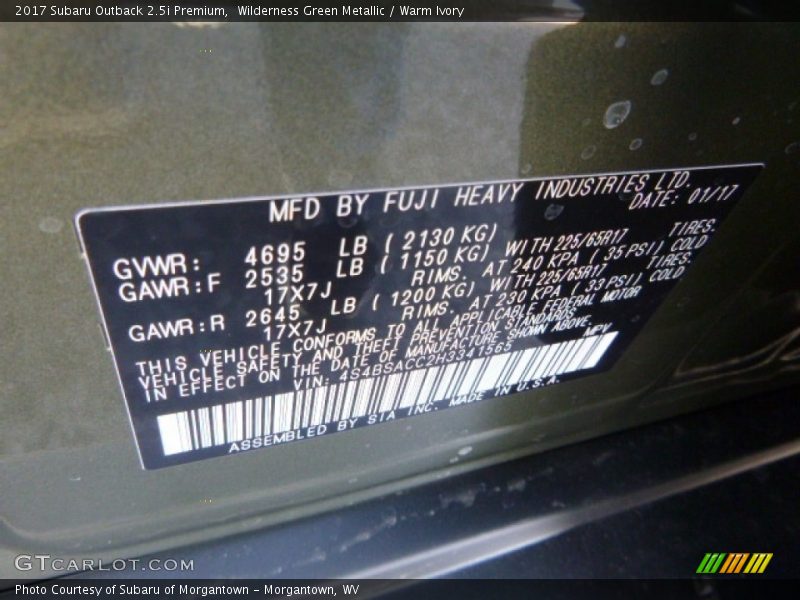 2017 Subaru Outback 2.5i Premium,  Wilderness Green Metallic / Warm Ivory
MFD BY FUJI HEAVY INDUSTRIES LTD.
DATE: 01/17
GVWR: 4695 LB ( 2130 KG)
GAWR:F 2535 LB ( 1150 KG) WITH 225/65R17 TIRES.
17X7J RIMS. AT 240 KPA ( 35 PSI) COLD
GAWR:R 2645 LB ( 1200 KG) WITH 225/65R17 TIRES.
17X7J RIMS. AT 230 KPA ( 33 PSI) COLD
THIS VEHICLE CONFORMS TO ALL APPLICABLE FEDERAL MOTOR
VEHICLE SAFETY AND THEFT PREVENTION STANDARDS
IN EFFECT ON THE DATE OF MANUFACTURE SHOWN ABOVE.
VIN: 4S4BSACC2H3341565 MPV
ASSEMBLED BY SIA INC. MADE IN U.S.A.
GTCARLOT.COM
Photo Courtesy of Subaru of Morgantown - Morgantown, WV